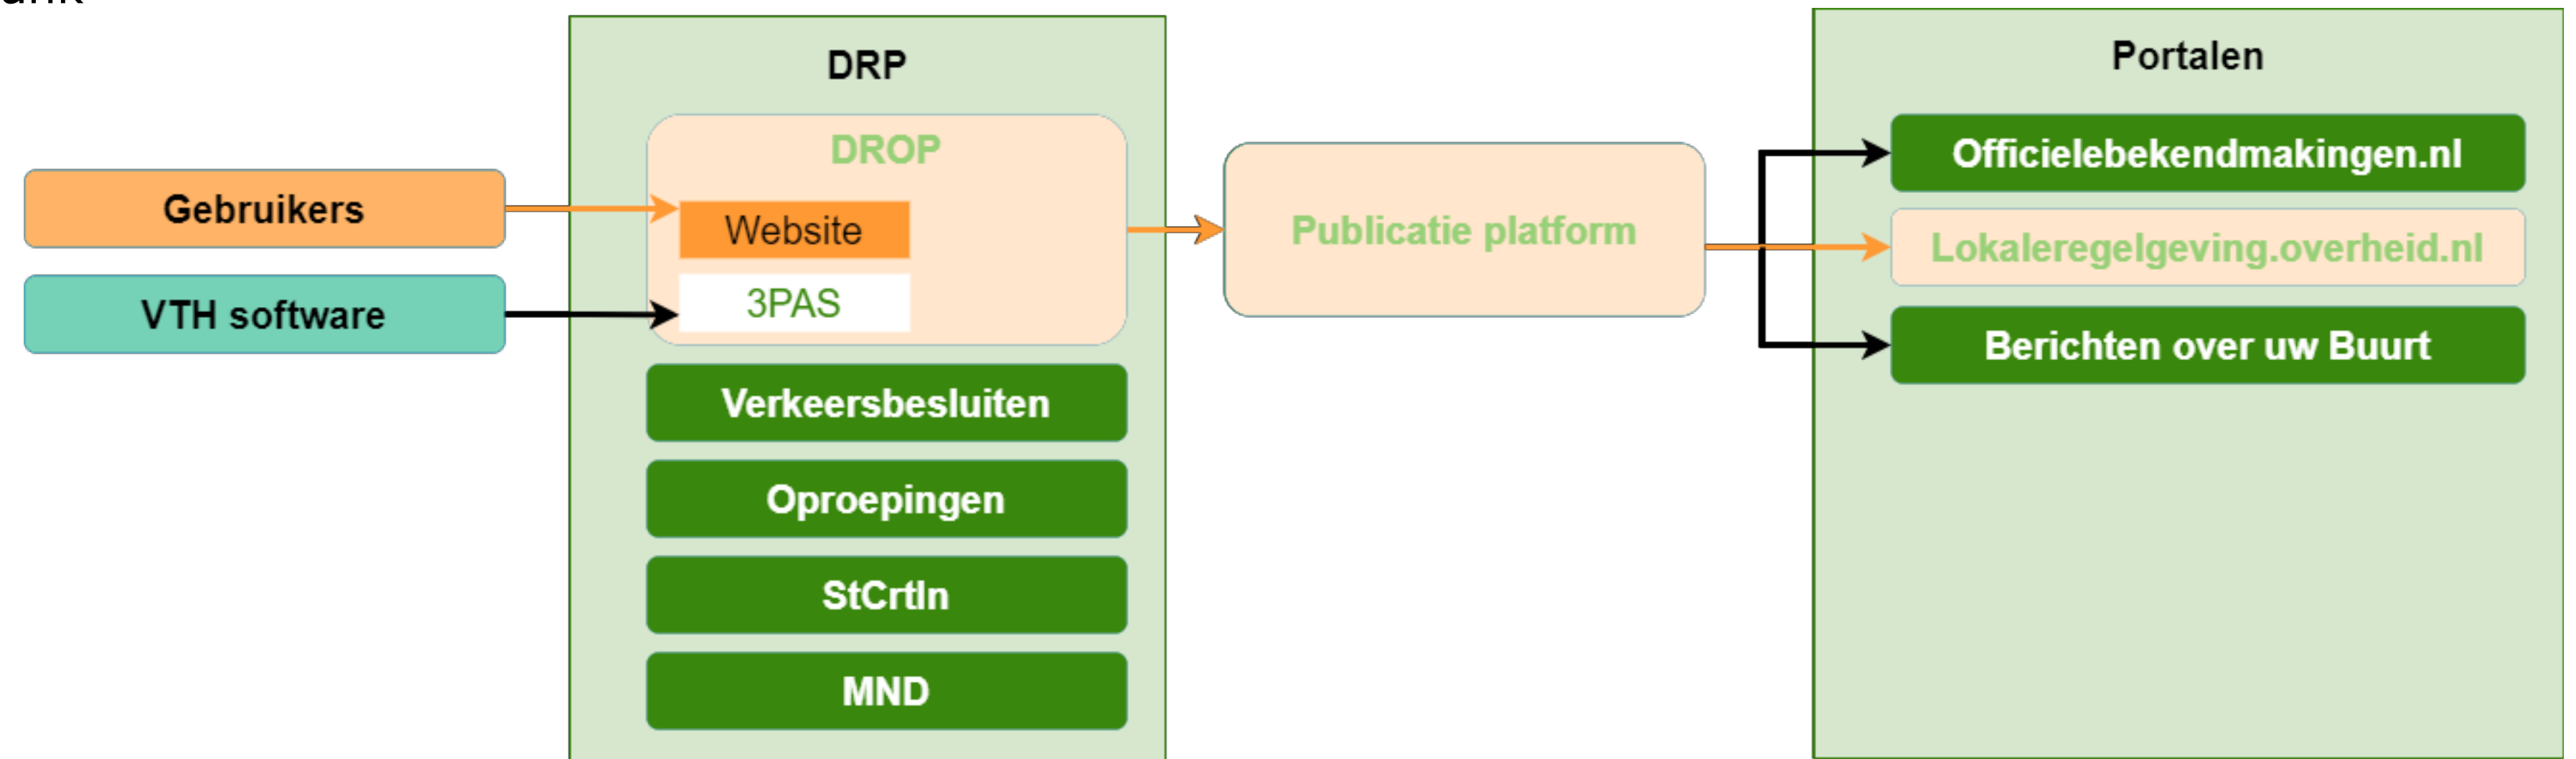 DRP
Portalen
DROP
Officielebekendmakingen.nl
Gebruikers
Website
Publicatie platform
Lokaleregelgeving.overheid.nl
VTH software
3PAS
Berichten over uw Buurt
Verkeersbesluiten
Oproepingen
StCrtIn
MND